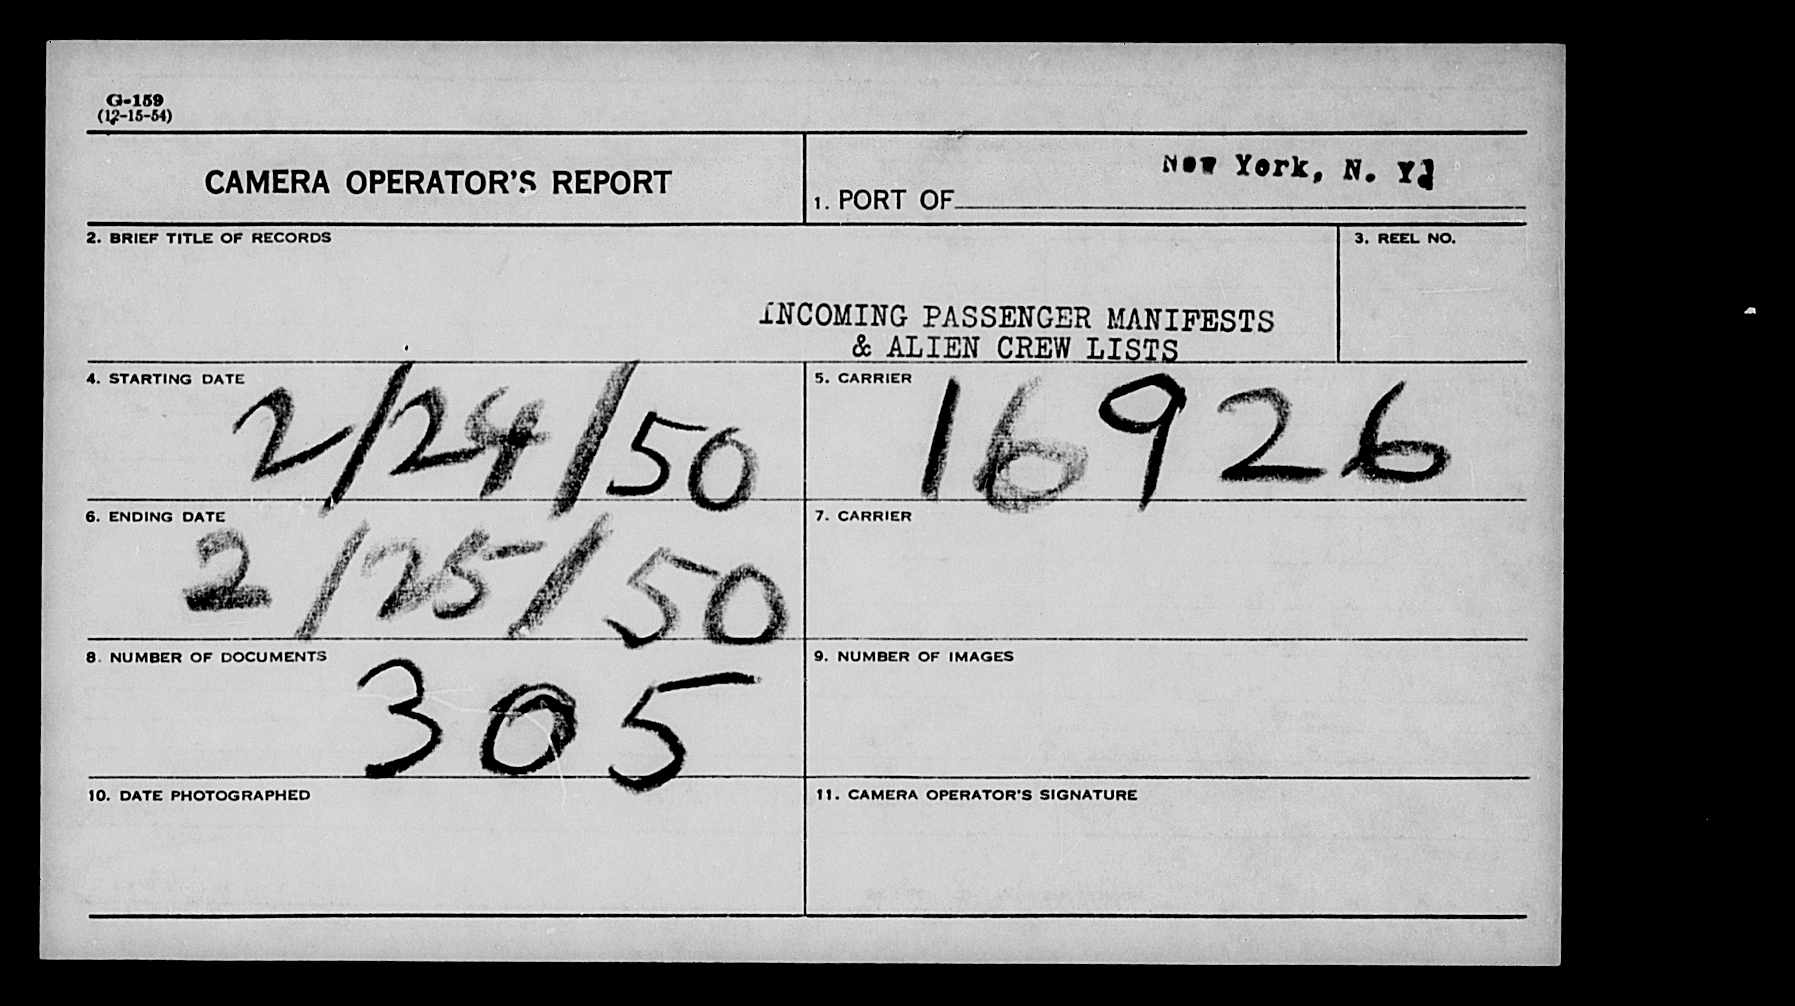 G-159
(12-15-54)
CAMERA OPERATOR'S REPORT
1. PORT OF New York, N. Y.
2. BRIEF TITLE OF RECORDS
INCOMING PASSENGER MANIFESTS
& ALIEN CREW LISTS
3. REEL NO.
4. STARTING DATE
2/24/50
5. CARRIER
16926
6. ENDING DATE
2/25/50
7. CARRIER
8. NUMBER OF DOCUMENTS
305
9. NUMBER OF IMAGES
10. DATE PHOTOGRAPHED
11. CAMERA OPERATOR'S SIGNATURE